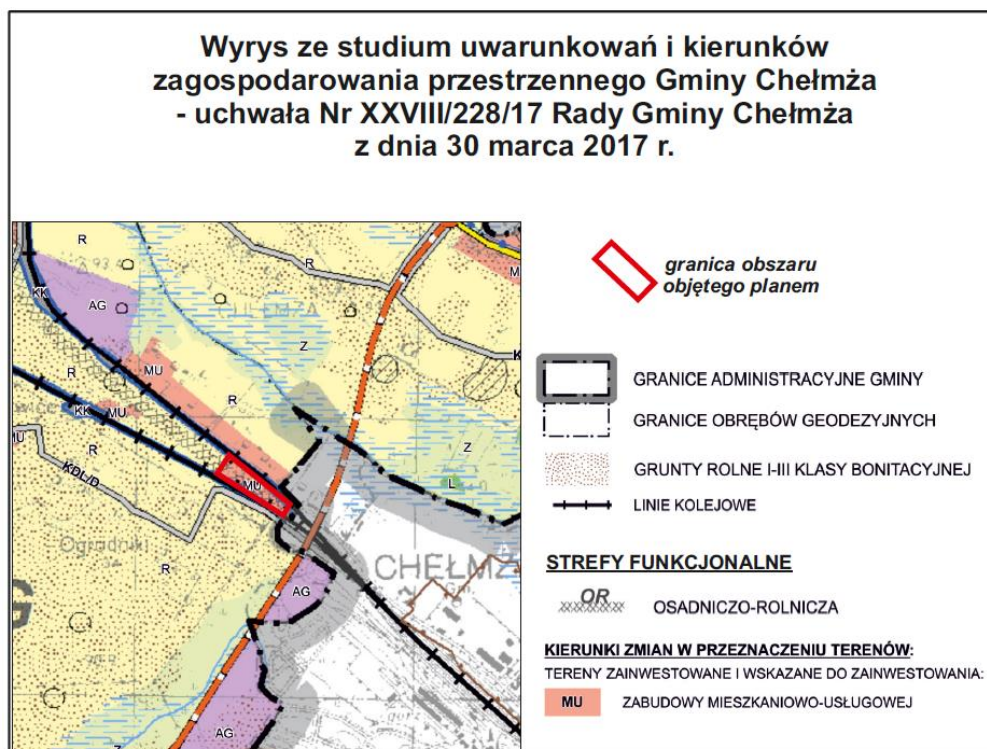 Wyrys ze studium uwarunkowań i kierunków
zagospodarowania przestrzennego Gminy Chełmża
- uchwała Nr XXVIII/228/17 Rady Gminy Chełmża
z dnia 30 marca 2017 r.
R
R
KK
AG
CHEŁMŻA
Z
M
K
MU
R
R
KK
MU
MU
R
Z
MU
L
KDL/D
Ogrodniki
R
CHEŁMŻ
AG
G
AG
Z
granica obszaru
objętego planem
GRANICE ADMINISTRACYJNE GMINY
GRANICE OBRĘBÓW GEODEZYJNYCH
GRUNTY ROLNE I-III KLASY BONITACYJNEJ
LINIE KOLEJOWE
STREFY FUNKCJONALNE
OR
OSADNICZO-ROLNICZA
KIERUNKI ZMIAN W PRZEZNACZENIU TERENÓW:
TERENY ZAINWESTOWANE I WSKAZANE DO ZAINWESTOWANIA:
MU ZABUDOWY MIESZKANIOWO-USŁUGOWEJ